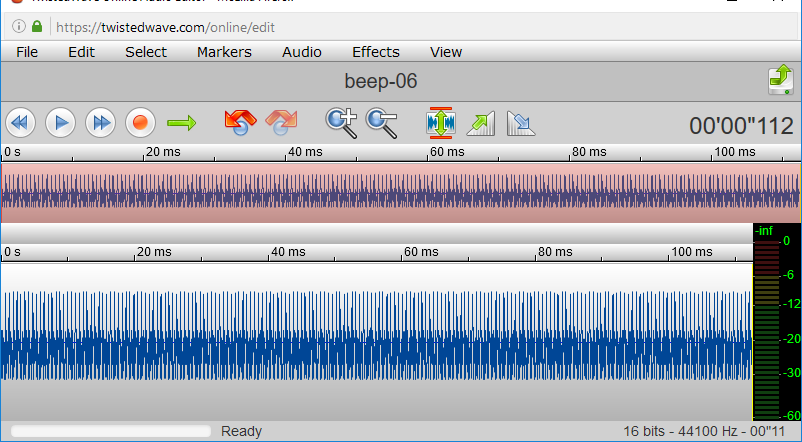 https://twistedwave.com/online/edit
File Edit Select Markers Audio Effects View
beep-06
00'00"112
0 s 20 ms 40 ms 60 ms 80 ms 100 ms
-inf
0 s 20 ms 40 ms 60 ms 80 ms 100 ms
0
-6
-12
-20
-30
-60
Ready 16 bits - 44100 Hz - 00"11